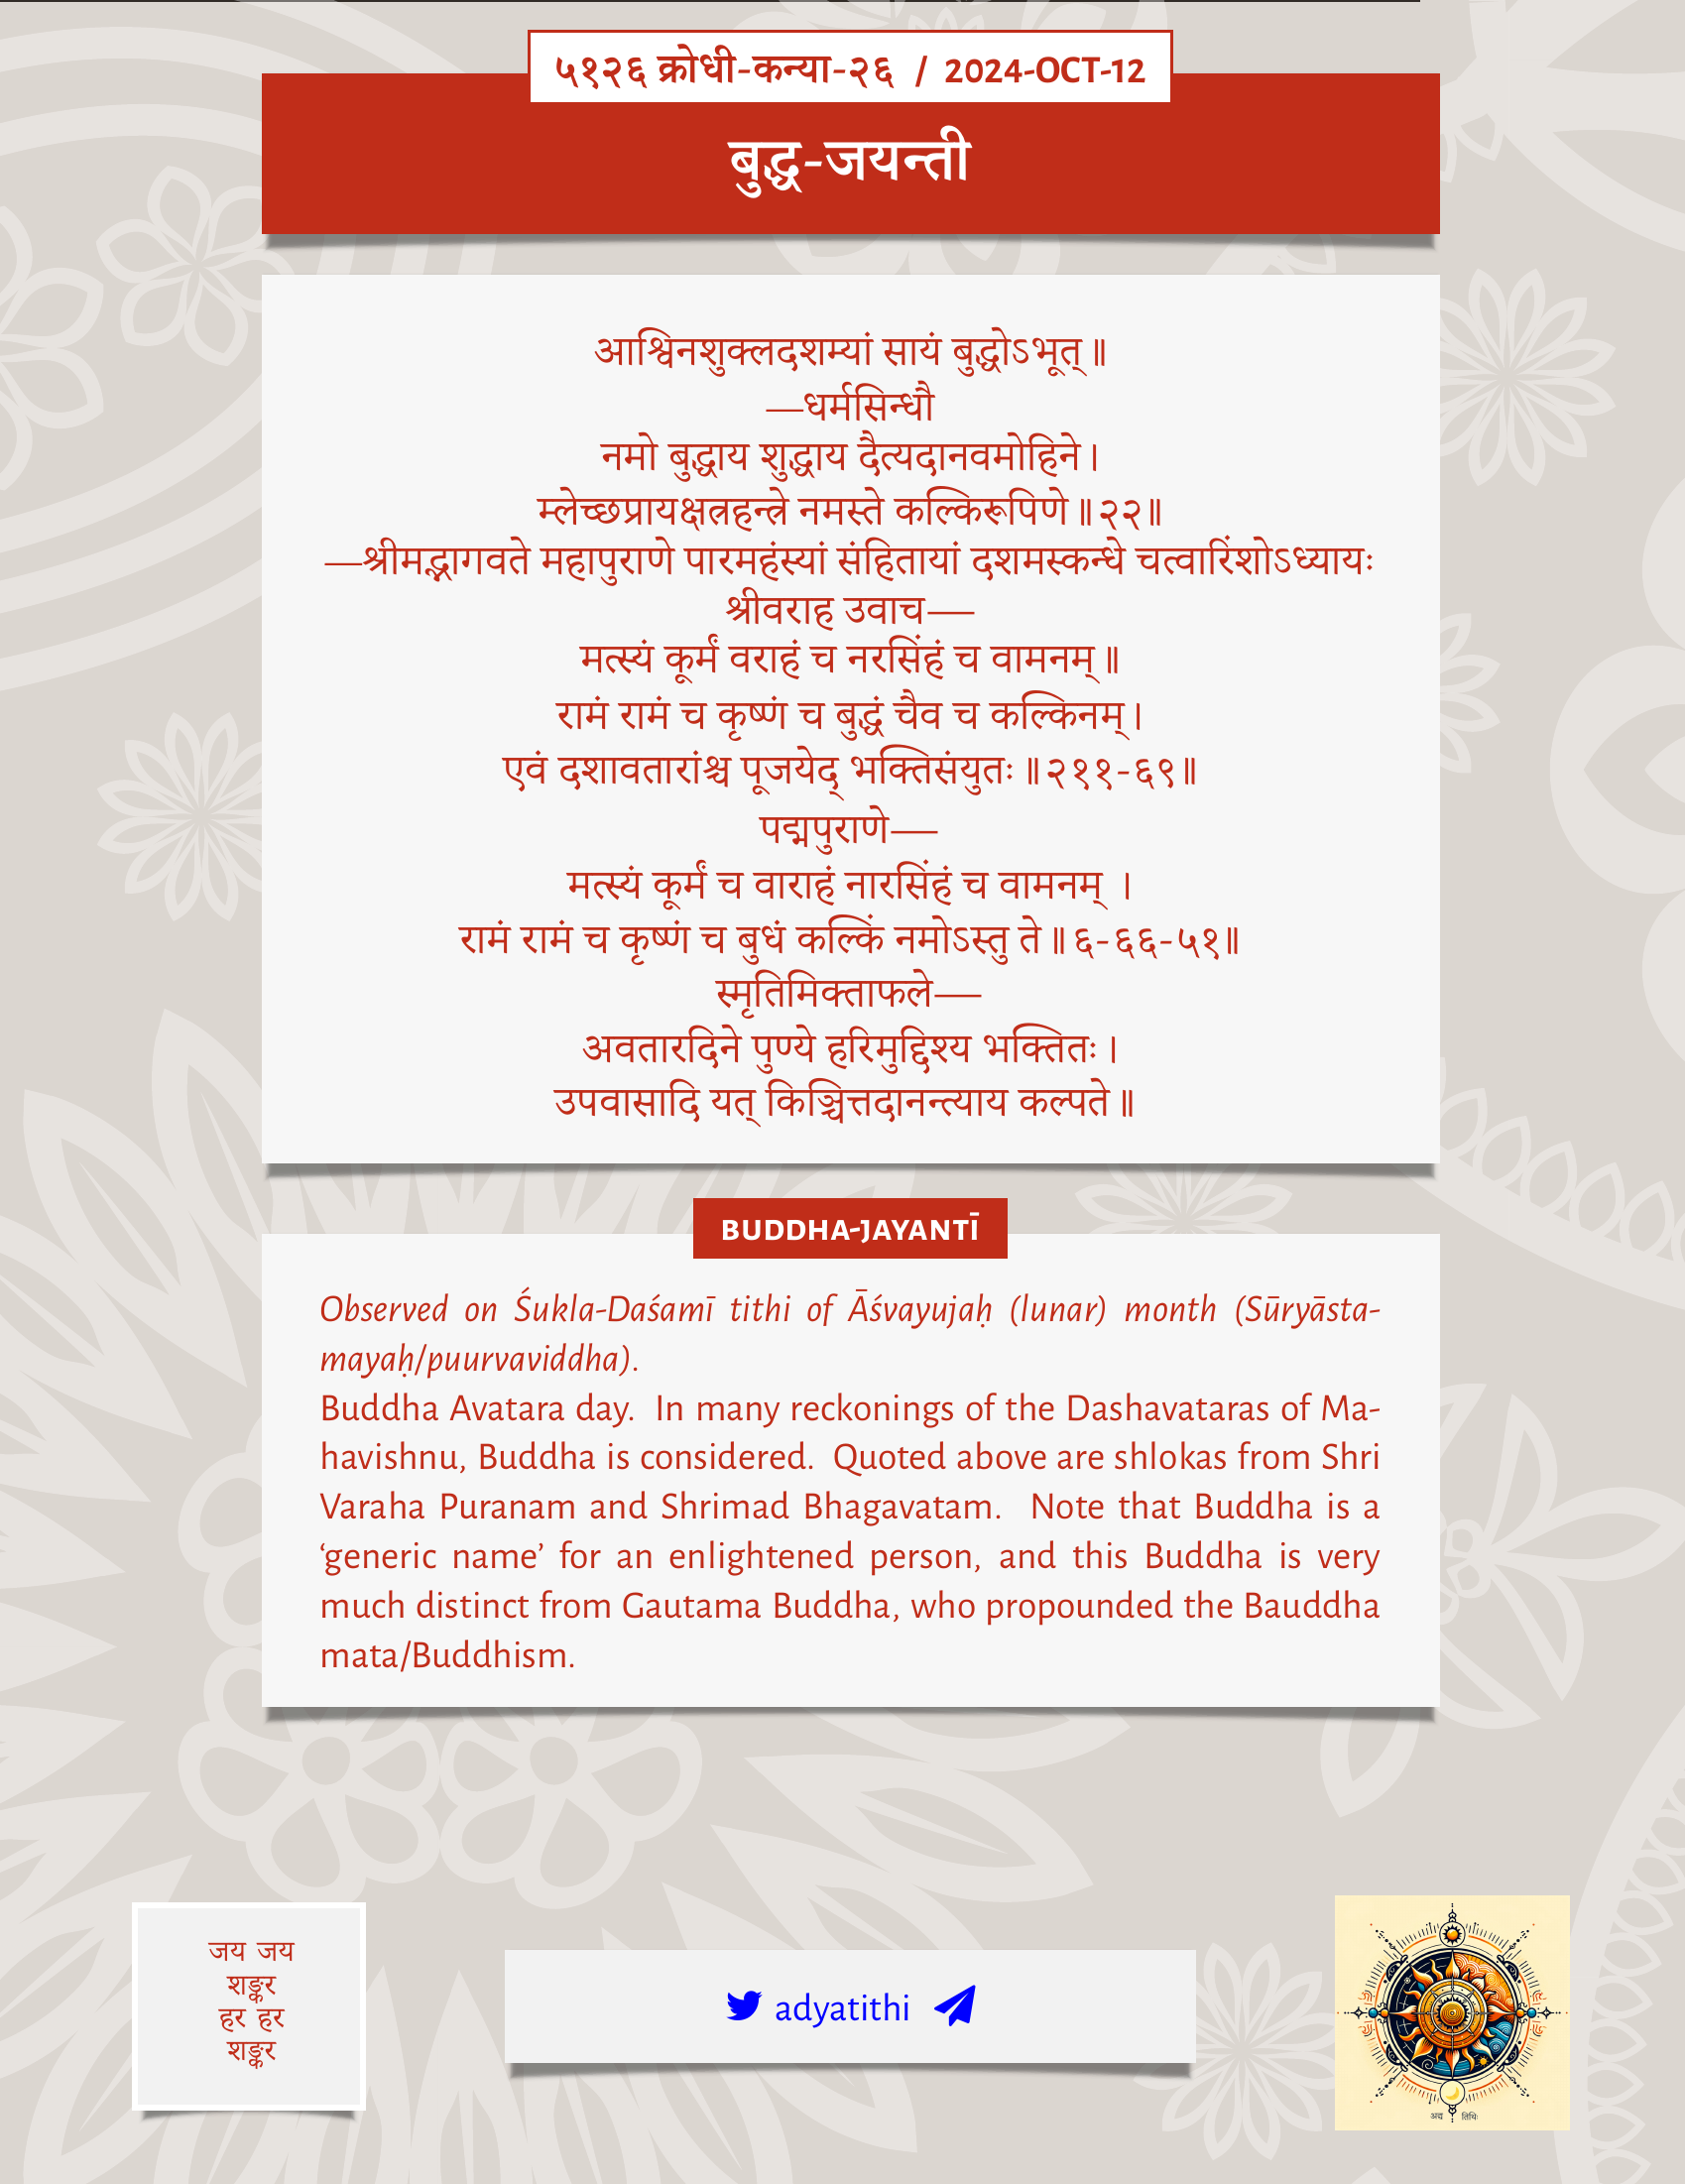 ५१२६ क्रोधी-कन्या-२६ / 2024-OCT-12
बुद्ध-जयन्ती
आश्विनशुक्लदशम्यां सायं बुद्धोऽभूत्॥
—धर्मसिन्धौ
नमो बुद्धाय शुद्धाय दैत्यदानवमोहिने।
म्लेच्छप्रायक्षत्रहन्त्रे नमस्ते कल्किरूपिणे॥२२॥
—श्रीमद्भागवते महापुराणे पारमहंस्यां संहितायां दशमस्कन्धे चत्वारिंशोऽध्यायः
श्रीवराह उवाच—
मत्स्यं कूर्मं वराहं च नरसिंहं च वामनम्॥
रामं रामं च कृष्णं च बुद्धं चैव च कल्किनम्।
एवं दशावतारांश्च पूजयेद् भक्तिसंयुतः॥२११-६९॥
पद्मपुराणे—
मत्स्यं कूर्मं च वाराहं नारसिंहं च वामनम् ।
रामं रामं च कृष्णं च बुधं कल्किं नमोऽस्तु ते॥६-६६-५१॥
स्मृतिमिक्ताफले—
अवतारदिने पुण्ये हरिमुद्दिश्य भक्तितः।
उपवासादि यत् किञ्चित्तदानन्त्याय कल्पते॥
BUDDHA-JAYANTĪ
Observed on Śukla-Daśamī tithi of Āśvayujaḥ (lunar) month (Sūryāsta-
mayaḥ/puurvaviddha).
Buddha Avatara day. In many reckonings of the Dashavataras of Ma-
havishnu, Buddha is considered. Quoted above are shlokas from Shri
Varaha Puranam and Shrimad Bhagavatam. Note that Buddha is a
‘generic name’ for an enlightened person, and this Buddha is very
much distinct from Gautama Buddha, who propounded the Bauddha
mata/Buddhism.
जय जय
शङ्कर
हर हर
शङ्कर
adyatithi
अद्य तिथिः